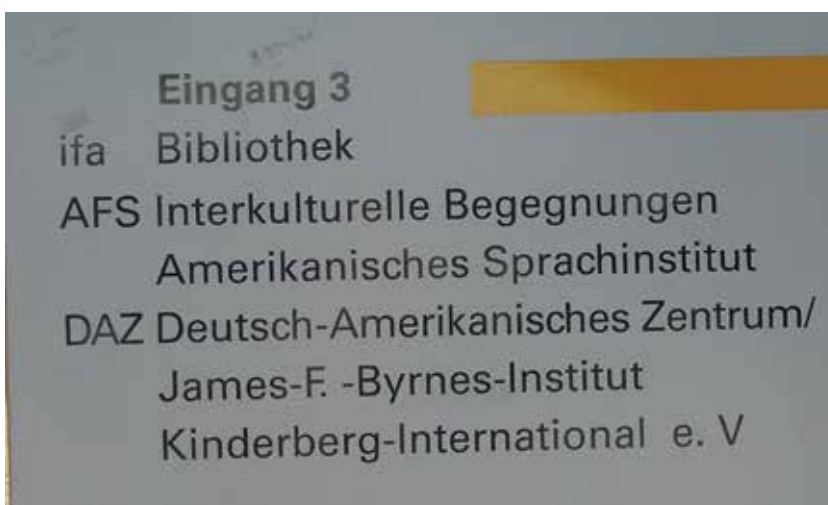 Eingang 3
ifa Bibliothek
AFS Interkulturelle Begegnungen
Amerikanisches Sprachinstitut
DAZ Deutsch-Amerikanisches Zentrum/
James-F. -Byrnes-Institut
Kinderberg-International e. V